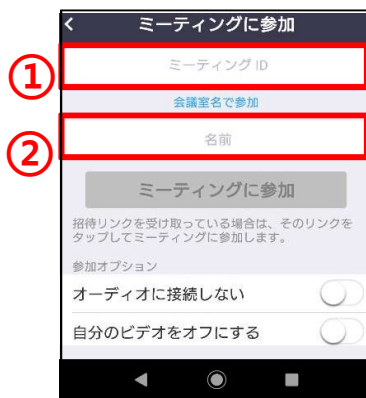 ミーティングに参加
①
ミーティング ID
会議室名で参加
②
名前
ミーティングに参加
招待リンクを受け取っている場合は、そのリンクを
タップしてミーティングに参加します。
参加オプション
オーディオに接続しない
自分のビデオをオフにする